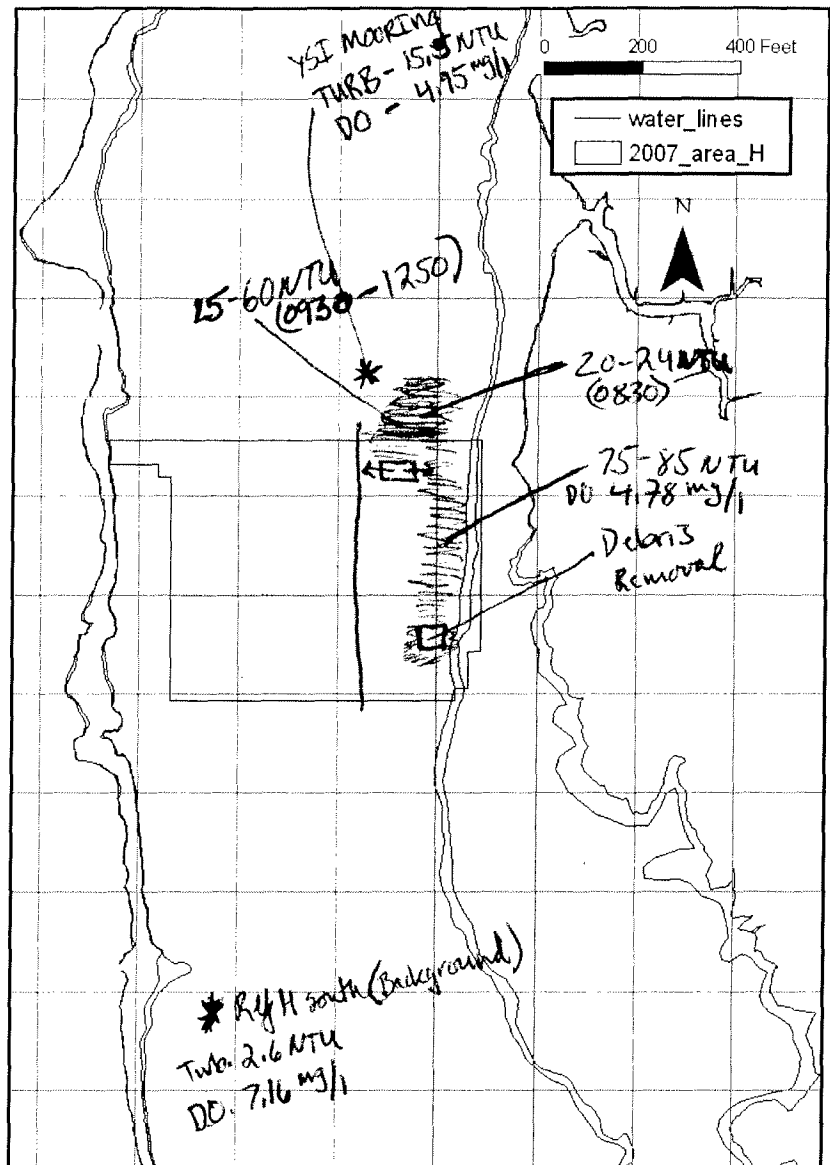 YSI MOORING
TURB - 15.5 NTU
DO - 4.95 mg/l
0 200 400 Feet
water_lines
2007_area_H
N
25-60 NTU
(0930 - 1250)
20-24 NTU
(0830)
75-85 NTU
DO 4.78 mg/l
Debris
Removal
South (Background)
Turb. 2.6 NTU
DO. 7.16 mg/l